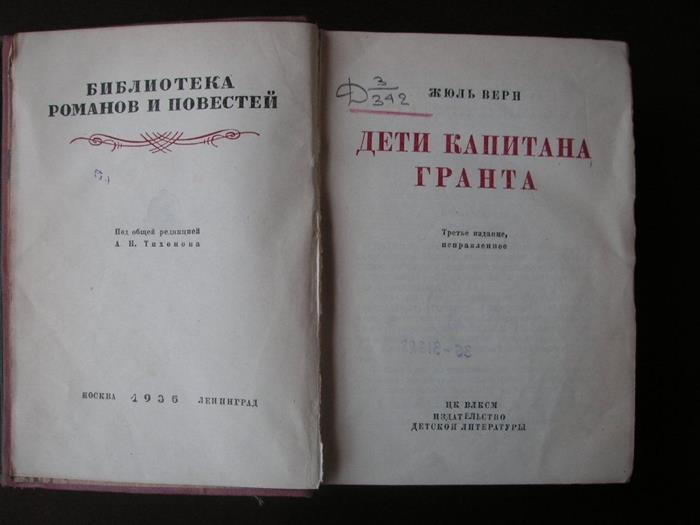 БИБЛИОТЕКА
РОМАНОВ И ПОВЕСТЕЙ
Под общей редакцией
А. Н. Тихонова
МОСКВА 1936 ЛЕНИНГРАД
Д 3/342
ЖЮЛЬ ВЕРН
ДЕТИ КАПИТАНА
ГРАНТА
Третье издание,
исправленное
ЦК ВЛКСМ
ИЗДАТЕЛЬСТВО
ДЕТСКОЙ ЛИТЕРАТУРЫ